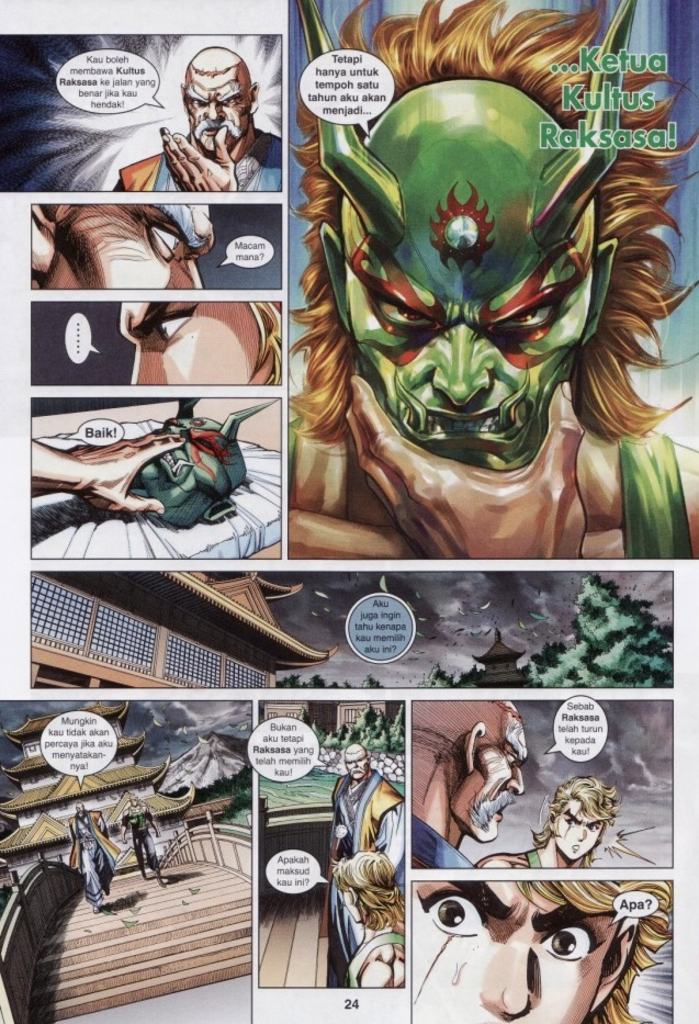 Kau boleh
membawa Kultus
Raksasa ke jalan yang
benar jika kau
hendak!
Macam
mana?
......
Baik!
Tetapi
hanya untuk
tempoh satu
tahun aku akan
menjadi...
...Ketua
Kultus
Raksasa!
Aku
juga ingin
tahu kenapa
kau memilih
aku ini?
Mungkin
kau tidak akan
percaya jika aku
menyatakan-
nya!
Bukan
aku tetapi
Raksasa yang
telah memilih
kau!
Apakah
maksud
kau ini?
Sebab
Raksasa
telah turun
kepada
kau!
Apa?
24